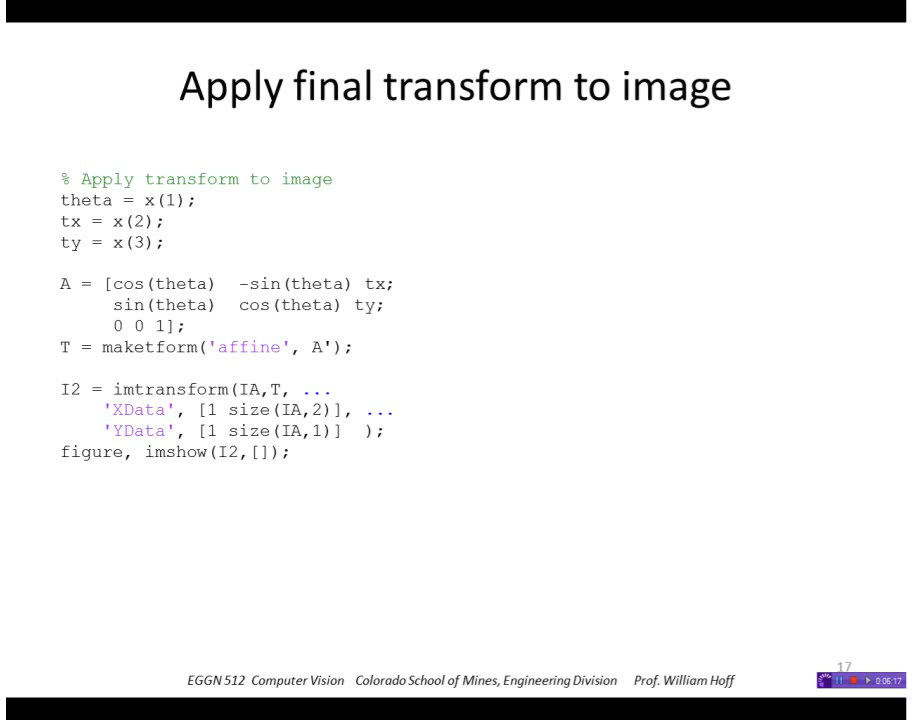 Apply final transform to image
% Apply transform to image
theta = x(1);
tx = x(2);
ty = x(3);
A = [cos(theta)  -sin(theta) tx;
     sin(theta)  cos(theta) ty;
     0 0 1];
T = maketform('affine', A');
I2 = imtransform(IA,T, ...
    'XData', [1 size(IA,2)], ...
    'YData', [1 size(IA,1)]  );
figure, imshow(I2,[]);
EGGN 512  Computer Vision   Colorado School of Mines, Engineering Division   Prof. William Hoff
17
0:06:17